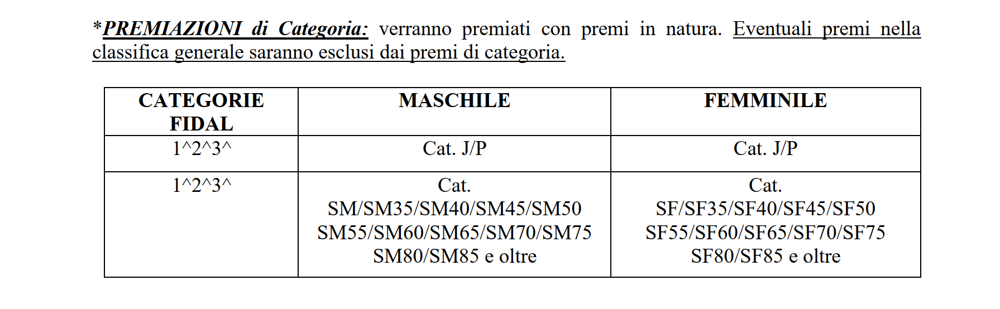 *PREMIAZIONI di Categoria: verranno premiati con premi in natura. Eventuali premi nella
classifica generale saranno esclusi dai premi di categoria.
CATEGORIE
FIDAL
MASCHILE
FEMMINILE
1^2^3^
Cat. J/P
Cat. J/P
1^2^3^
Cat.
SM/SM35/SM40/SM45/SM50
SM55/SM60/SM65/SM70/SM75
SM80/SM85 e oltre
Cat.
SF/SF35/SF40/SF45/SF50
SF55/SF60/SF65/SF70/SF75
SF80/SF85 e oltre